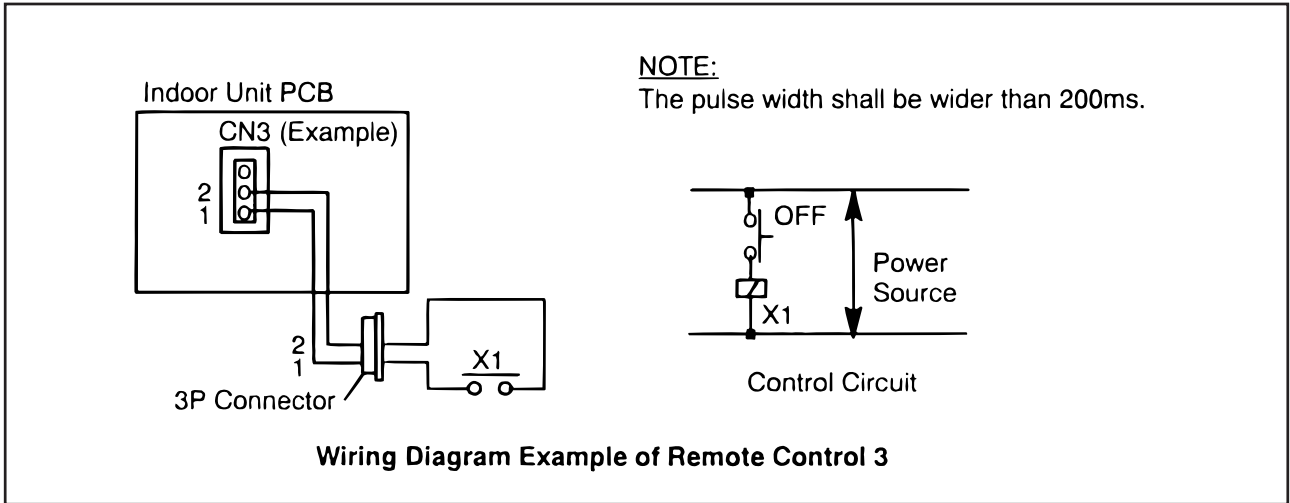 Indoor Unit PCB
CN3 (Example)
2
1
2
1
3P Connector
X1
NOTE:
The pulse width shall be wider than 200ms.
OFF
X1
Power
Source
Control Circuit
Wiring Diagram Example of Remote Control 3